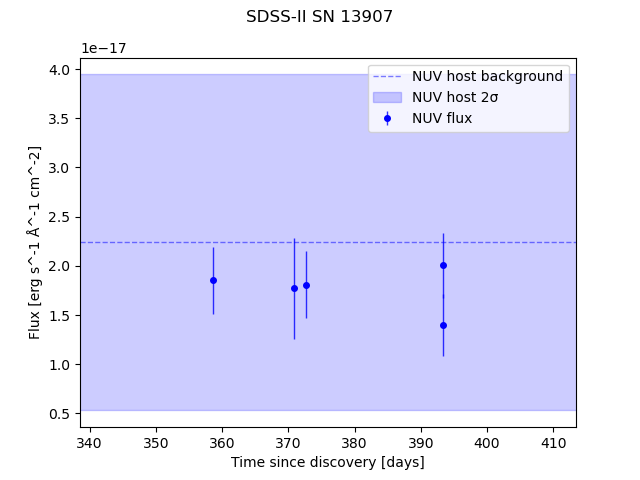 SDSS-II SN 13907
1e−17
NUV host background
NUV host 2σ
NUV flux
4.0
3.5
3.0
2.5
2.0
1.5
1.0
0.5
Flux [erg s^-1 Å^-1 cm^-2]
340 350 360 370 380 390 400 410
Time since discovery [days]